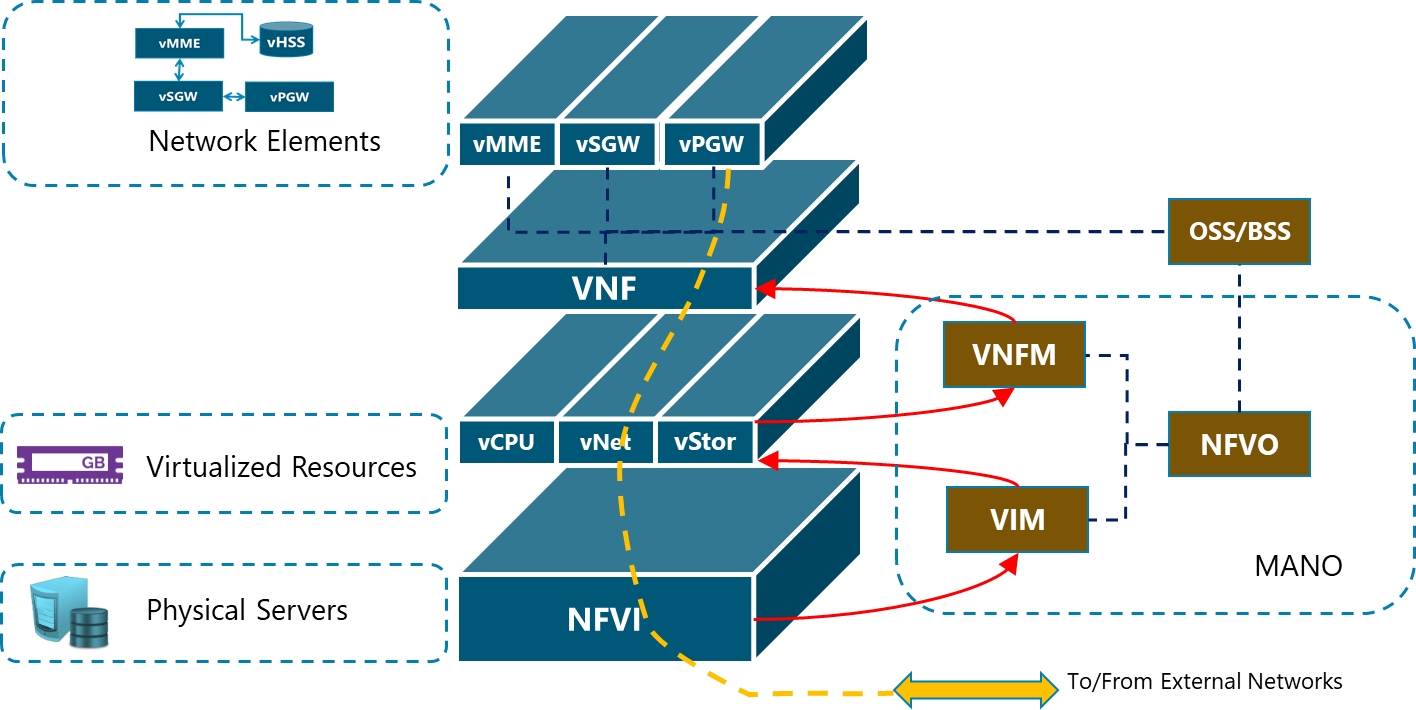 vMME
vHSS
vSGW
vPGW
Network Elements
vMME
vSGW
vPGW
OSS/BSS
VNF
VNFM
vCPU
vNet
vStor
NFVO
GB
Virtualized Resources
VIM
MANO
Physical Servers
NFVI
To/From External Networks